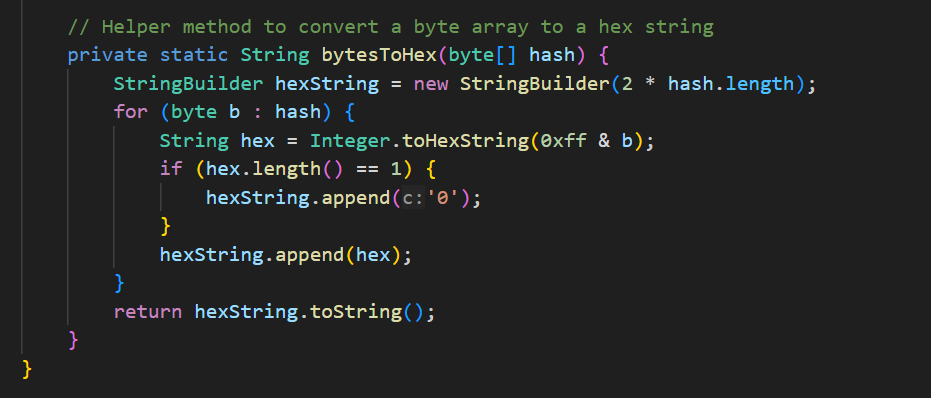 // Helper method to convert a byte array to a hex string
private static String bytesToHex(byte[] hash) {
StringBuilder hexString = new StringBuilder(2 * hash.length);
for (byte b : hash) {
String hex = Integer.toHexString(0xff & b);
if (hex.length() == 1) {
hexString.append(c:'0');
}
hexString.append(hex);
}
return hexString.toString();
}
}